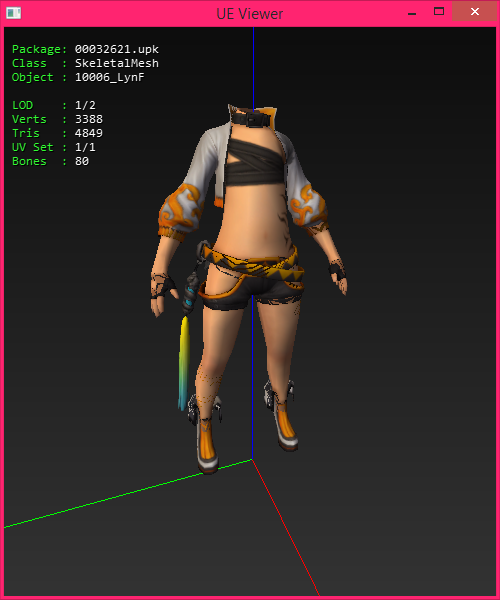 UE Viewer
Package: 00032621.upk
Class  : SkeletalMesh
Object : 10006_LynF
LOD    : 1/2
Verts  : 3388
Tris   : 4849
UV Set : 1/1
Bones  : 80